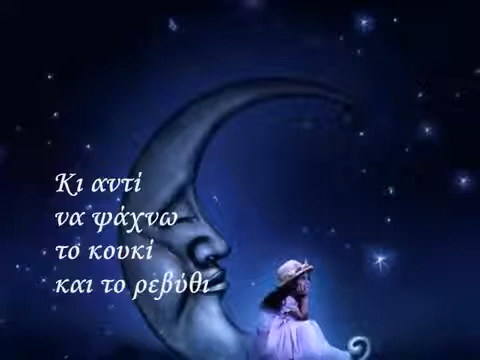 Κι αντί
να ψάχνω
το κουκί
και το ρεβύθι